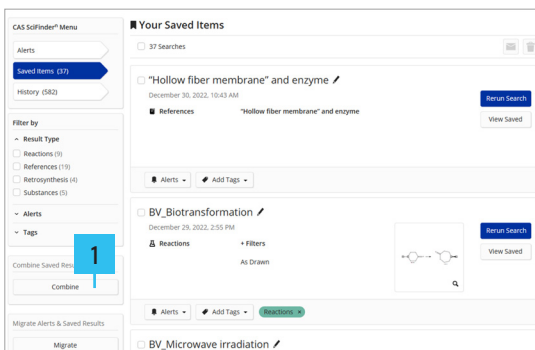 CAS SciFinder® Menu
Alerts
Saved Items (37)
History (582)
Filter by
Result Type
Reactions (9)
References (19)
Retrosynthesis (4)
Substances (5)
Alerts
Tags
Combine Saved Res
1
Combine
Migrate Alerts & Saved Results
Migrate
Your Saved Items
37 Searches
"Hollow fiber membrane" and enzyme
December 30, 2022, 10:43 AM
References "Hollow fiber membrane" and enzyme
Rerun Search
View Saved
Alerts Add Tags
BV_Biotransformation
December 29, 2022, 2:55 PM
Reactions + Filters
As Drawn
Rerun Search
View Saved
Alerts Add Tags Reactions ×
BV_Microwave irradiation